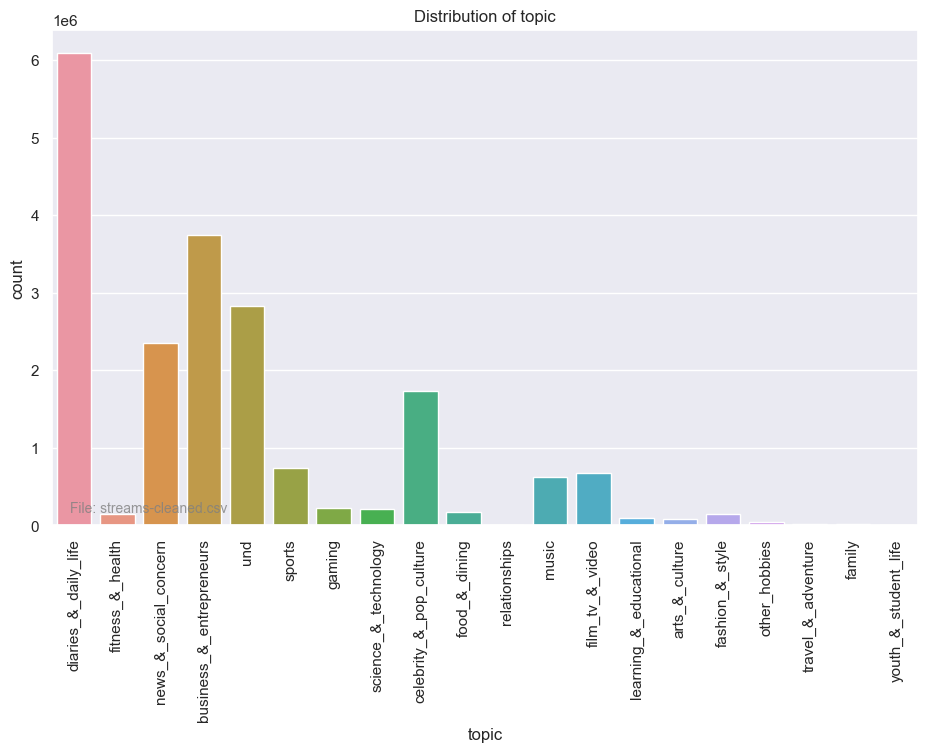 Distribution of topic
1e6
6
5
4
3
2
1
0
count
File: streams-cleaned.csv
diaries_&_daily_life
fitness_&_health
news_&_social_concern
business_&_entrepreneurs
und
sports
gaming
science_&_technology
celebrity_&_pop_culture
food_&_dining
relationships
music
film_tv_&_video
learning_&_educational
arts_&_culture
fashion_&_style
other_hobbies
travel_&_adventure
family
youth_&_student_life
topic